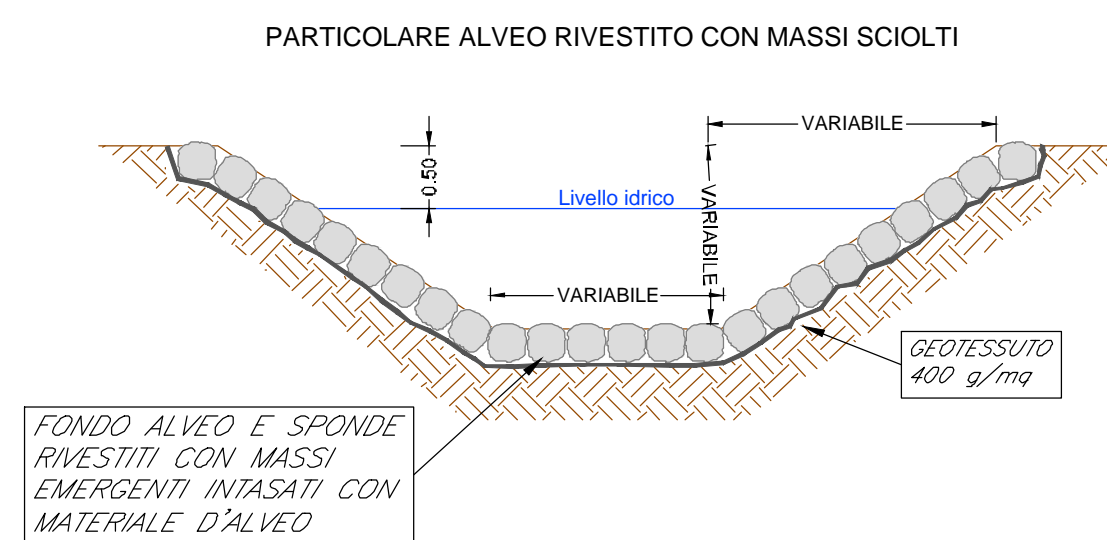 PARTICOLARE ALVEO RIVESTITO CON MASSI SCIOLTI
VARIABILE
0.50
Livello idrico
VARIABILE
VARIABILE
GEOTESSUTO
400 g/mq
FONDO ALVEO E SPONDE
RIVESTITI CON MASSI
EMERGENTI INTASATI CON
MATERIALE D'ALVEO